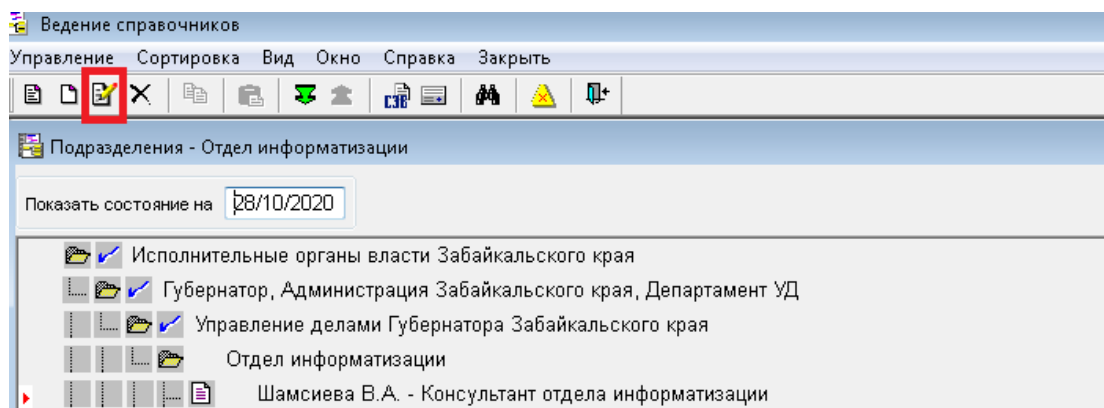 Ведение справочников
Управление Сортировка Вид Окно Справка Закрыть
СЭВ
Подразделения - Отдел информатизации
Показать состояние на 28/10/2020
Исполнительные органы власти Забайкальского края
Губернатор, Администрация Забайкальского края, Департамент УД
Управление делами Губернатора Забайкальского края
Отдел информатизации
Шамсиева В.А. - Консультант отдела информатизации